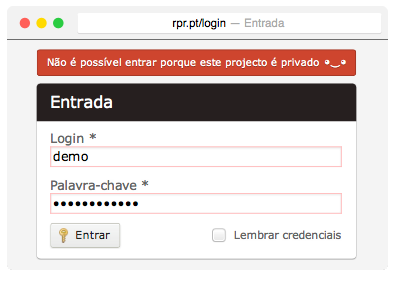 rpr.pt/login — Entrada
Não é possível entrar porque este projecto é privado ◕‿◕
Entrada
Login *
demo
Palavra-chave *
••••••••••••
Entrar
Lembrar credenciais